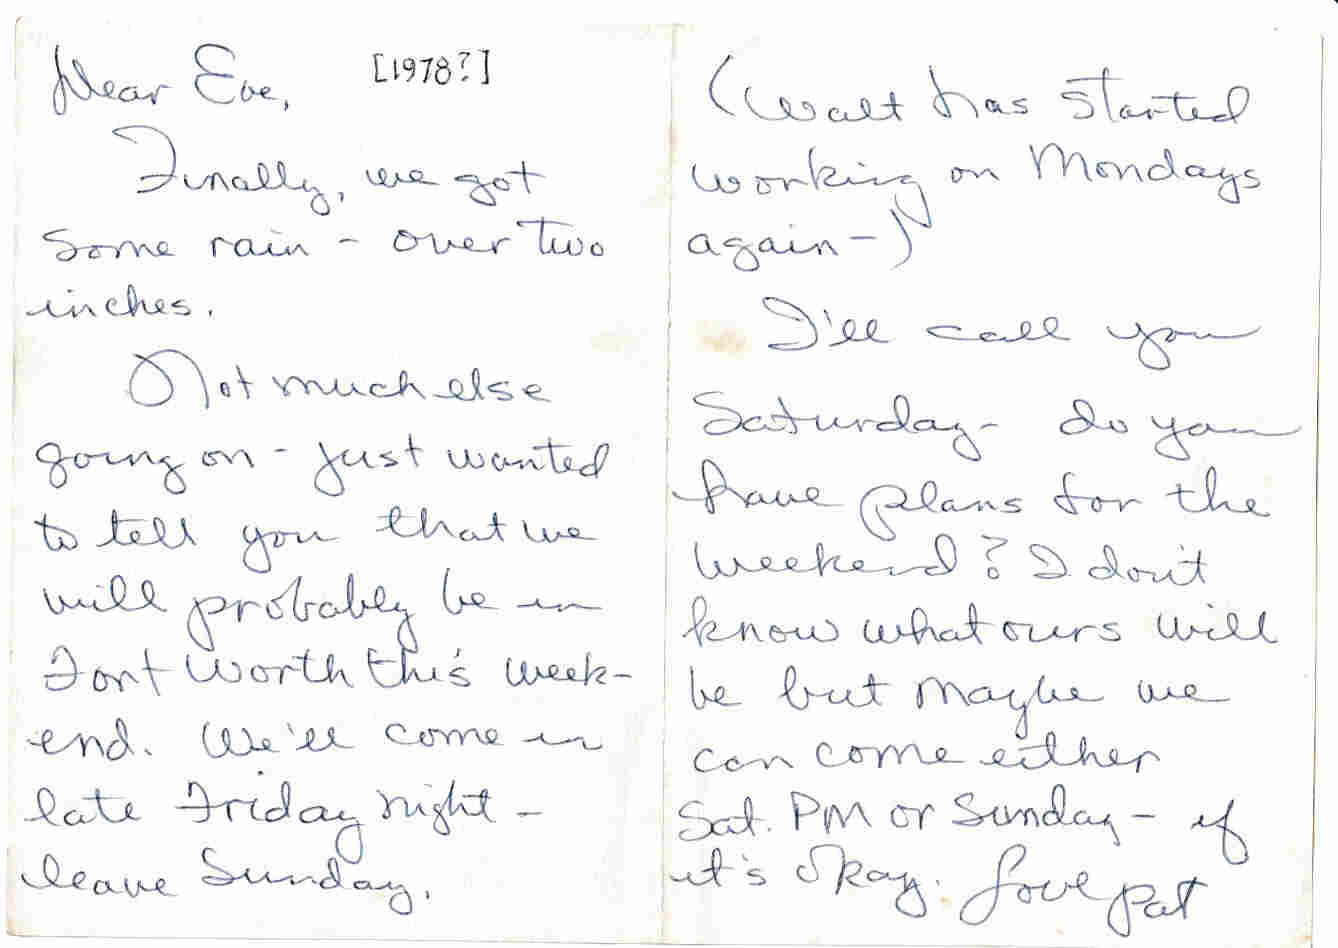 Dear Eve, [1978?]
Finally, we got
some rain - over two
inches.
Not much else
going on - just wanted
to tell you that we
will probably be in
Fort Worth this week-
end. We'll come in
late Friday night -
leave Sunday.
(Walt has started
working on Mondays
again-)
I'll call you
Saturday - do you
have plans for the
weekend? I don't
know what ours will
be but maybe we
can come either
Sat. PM or Sunday - if
it's okay. Love Pat